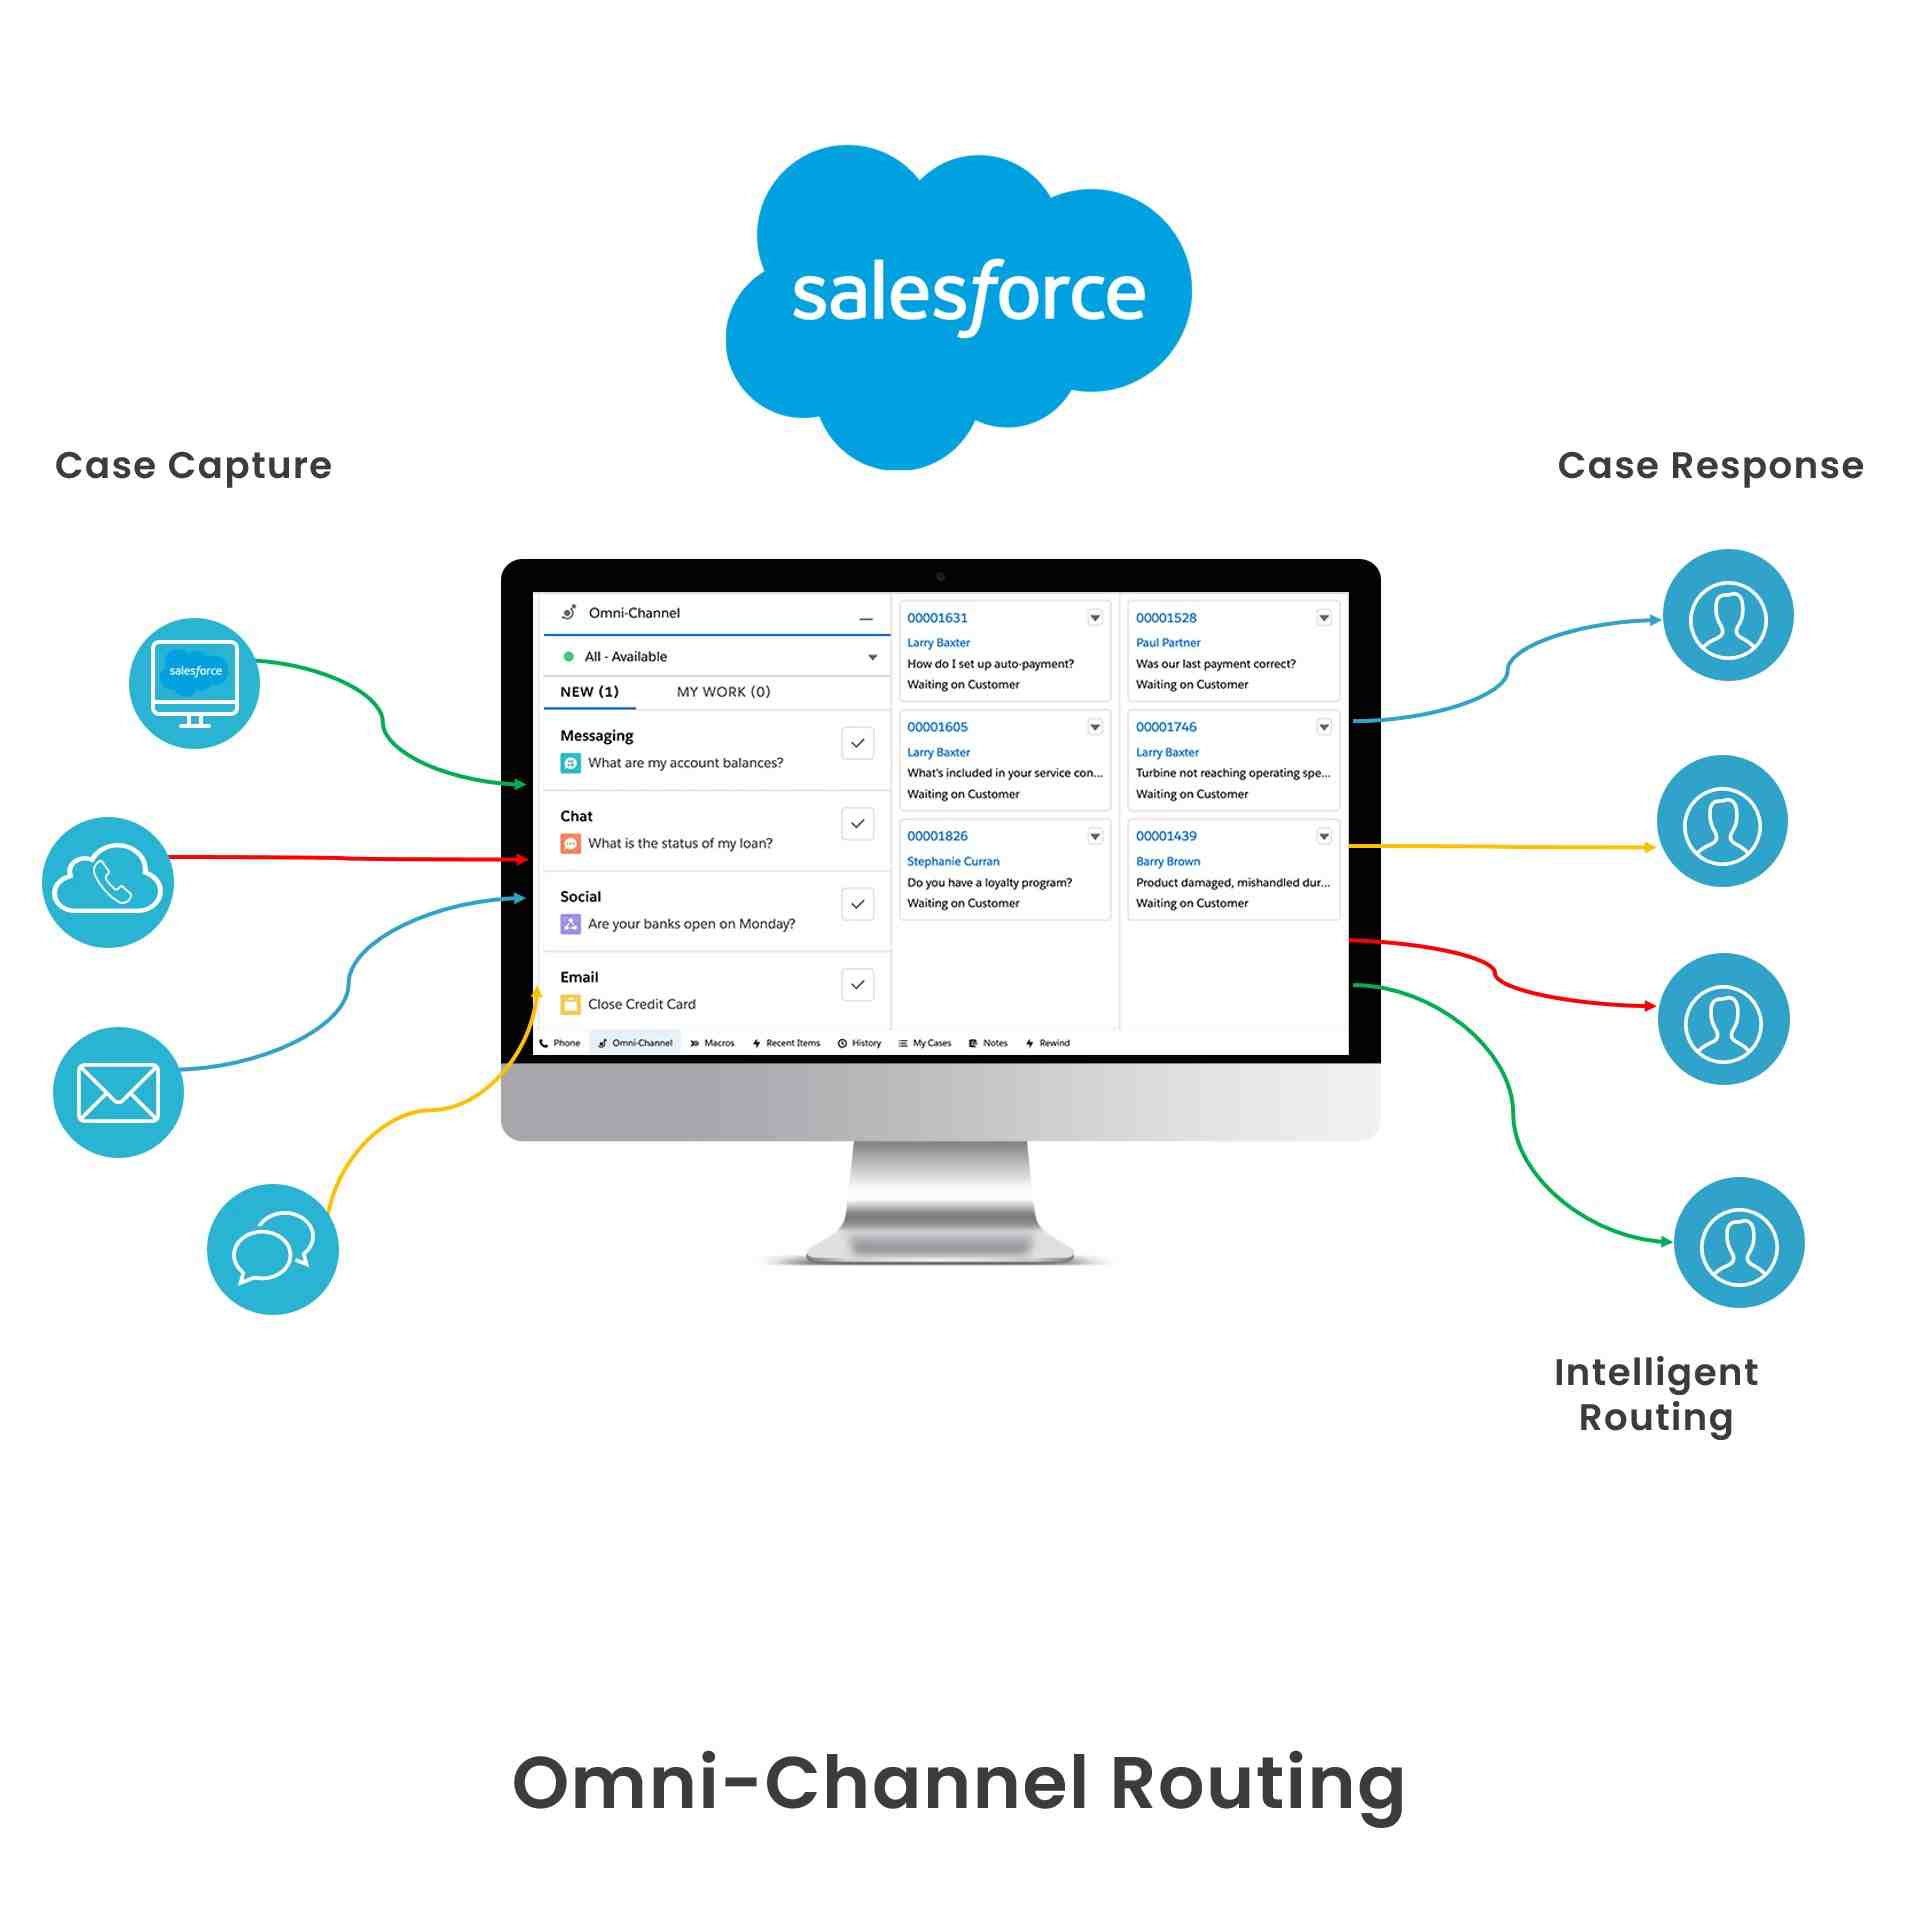 salesforce
Case Capture
Case Response
salesforce
Omni-Channel
All - Available
NEW (1)
MY WORK (0)
Messaging
What are my account balances?
Chat
What is the status of my loan?
Social
Are your banks open on Monday?
Email
Close Credit Card
00001631
Larry Baxter
How do I set up auto-payment?
Waiting on Customer
00001605
Larry Baxter
What's included in your service con...
Waiting on Customer
00001826
Stephanie Curran
Do you have a loyalty program?
Waiting on Customer
00001528
Paul Partner
Was our last payment correct?
Waiting on Customer
00001746
Larry Baxter
Turbine not reaching operating spe...
Waiting on Customer
00001439
Barry Brown
Product damaged, mishandled dur...
Waiting on Customer
Phone
Omni-Channel
Macros
Recent Items
History
My Cases
Notes
Rewind
Intelligent
Routing
Omni-Channel Routing